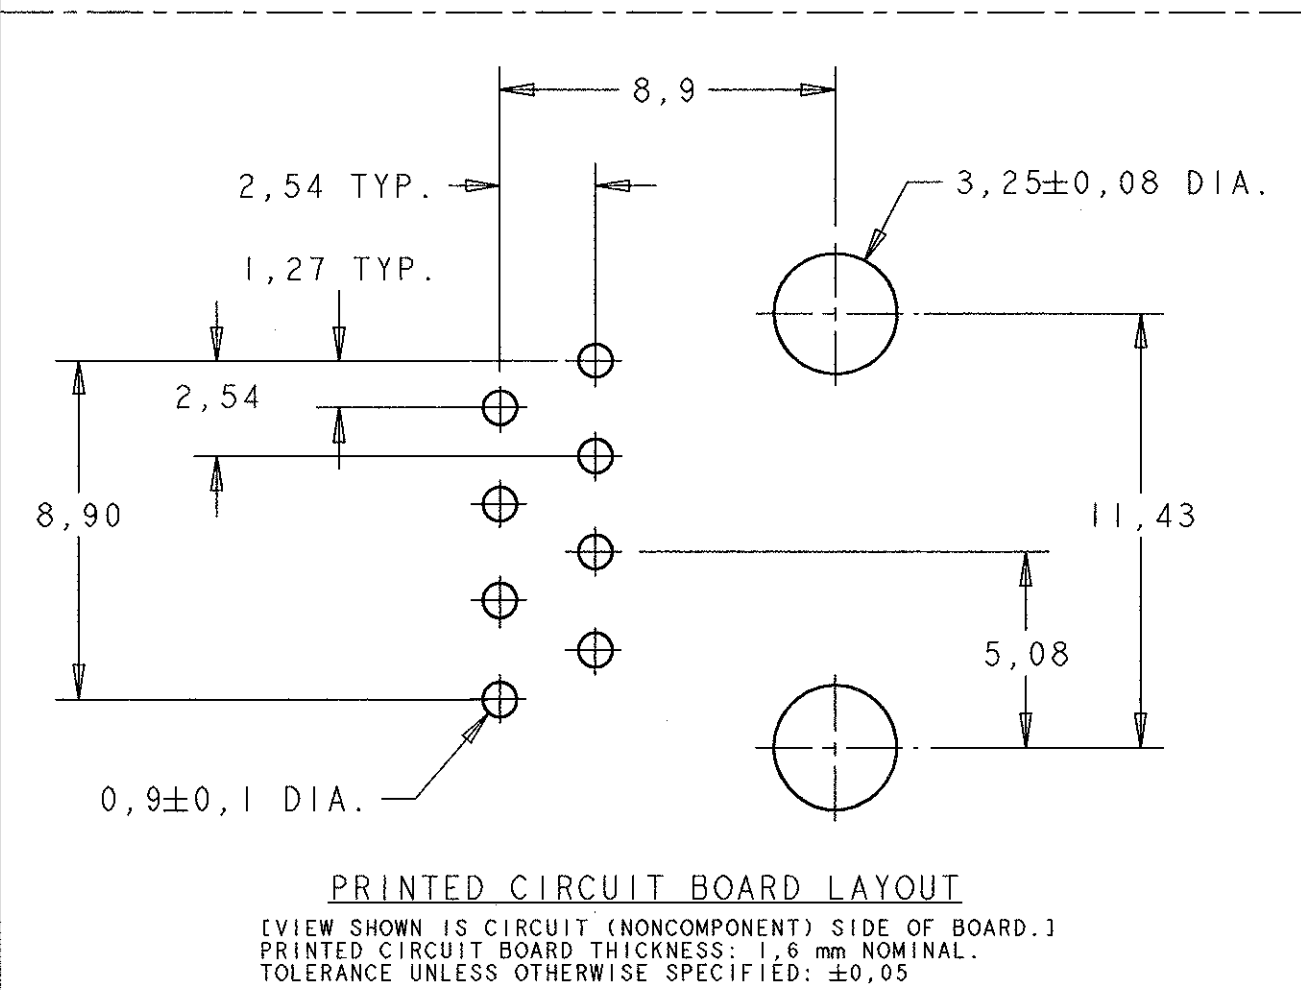 8,9
2,54 TYP.
3,25±0,08 DIA.
1,27 TYP.
2,54
8,90
11,43
5,08
0,9±0,1 DIA.
PRINTED CIRCUIT BOARD LAYOUT
[VIEW SHOWN IS CIRCUIT (NONCOMPONENT) SIDE OF BOARD.]
PRINTED CIRCUIT BOARD THICKNESS: 1,6 mm NOMINAL.
TOLERANCE UNLESS OTHERWISE SPECIFIED: ±0,05